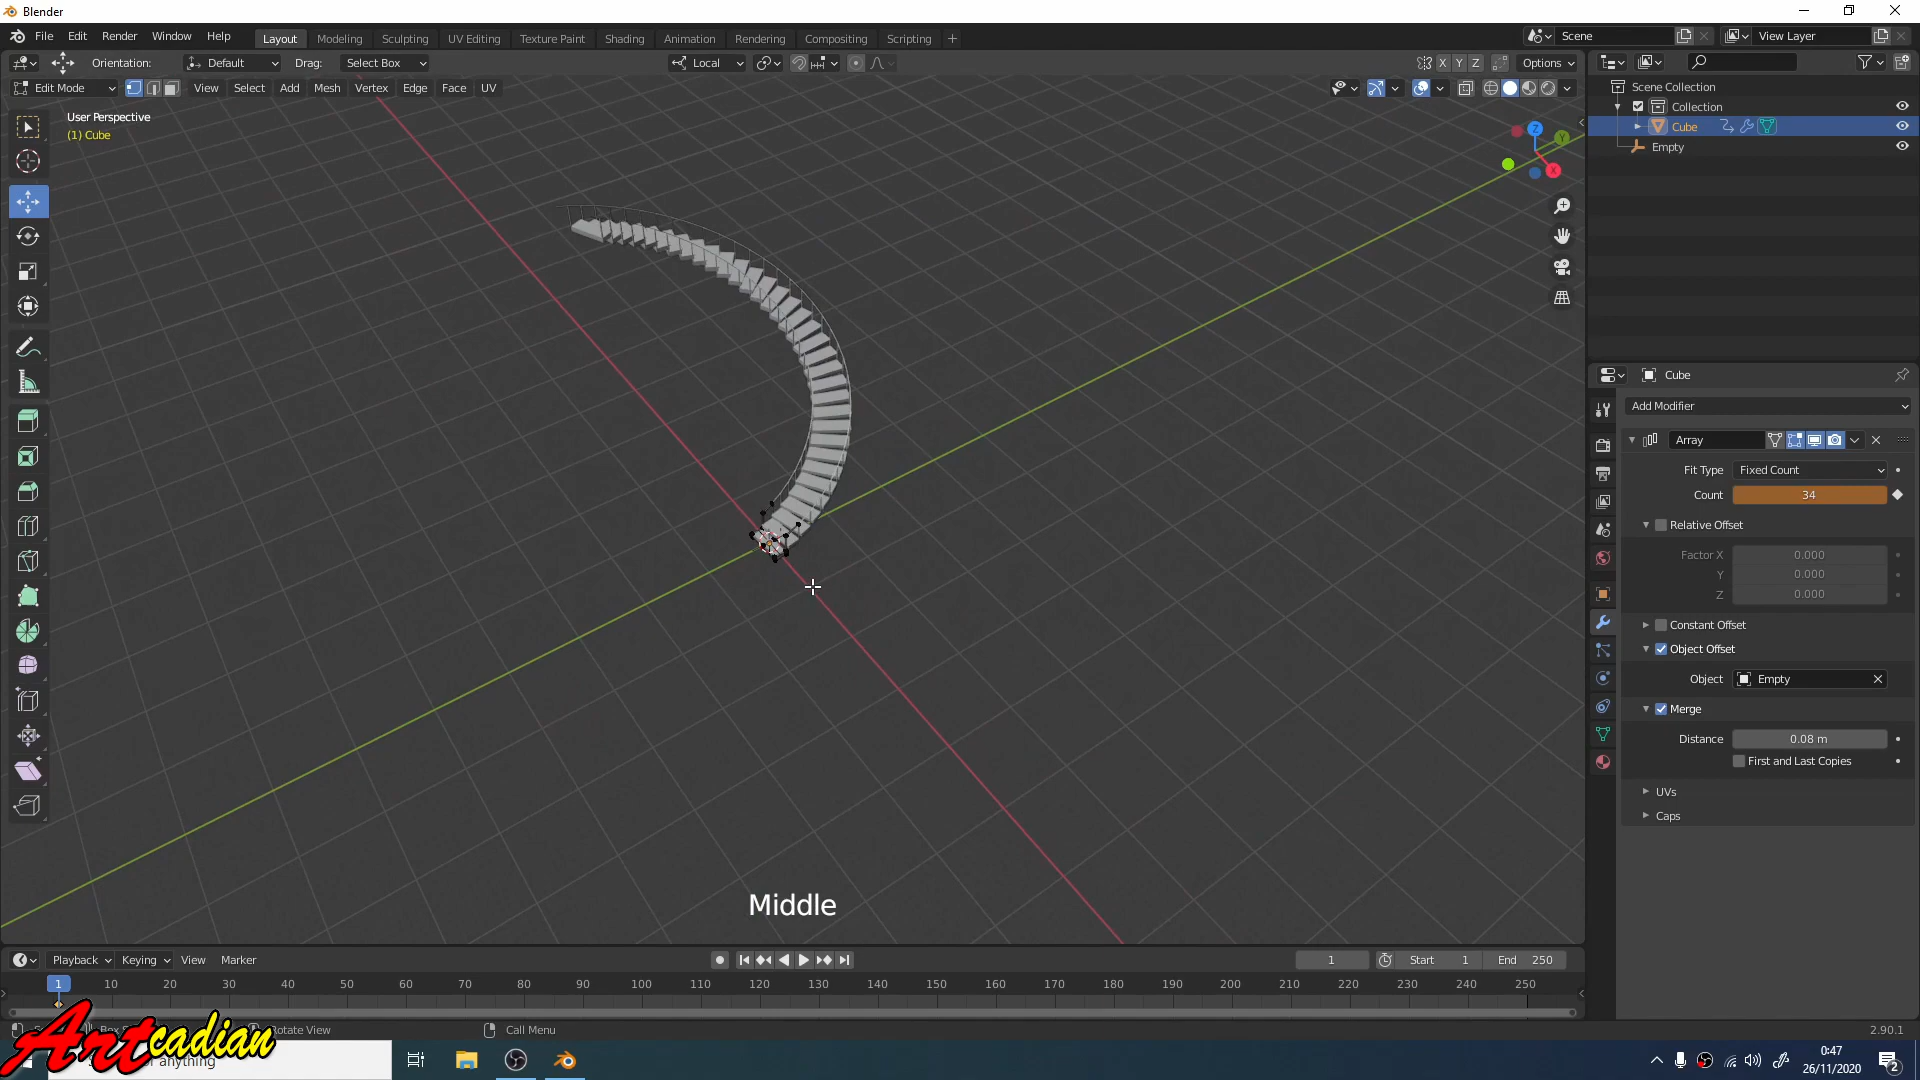 Blender
File Edit Render Window Help
Layout Modeling Sculpting UV Editing Texture Paint Shading Animation Rendering Compositing Scripting +
Scene
View Layer
Orientation: Default Drag: Select Box
Local
X Y Z Options
Edit Mode View Select Add Mesh Vertex Edge Face UV
User Perspective
(1) Cube
Z
Y
X
Middle
Scene Collection
Collection
Cube
Empty
Cube
Add Modifier
Array
Fit Type Fixed Count
Count 34
Relative Offset
Factor X 0.000
Y 0.000
Z 0.000
Constant Offset
Object Offset
Object Empty
Merge
Distance 0.08 m
First and Last Copies
UVs
Caps
Playback Keying View Marker
1 Start 1 End 250
1 10 20 30 40 50 60 70 80 90 100 110 120 130 140 150 160 170 180 190 200 210 220 230 240 250
Rotate View Call Menu 2.90.1
Artcadian
anything
0:47
26/11/2020
2